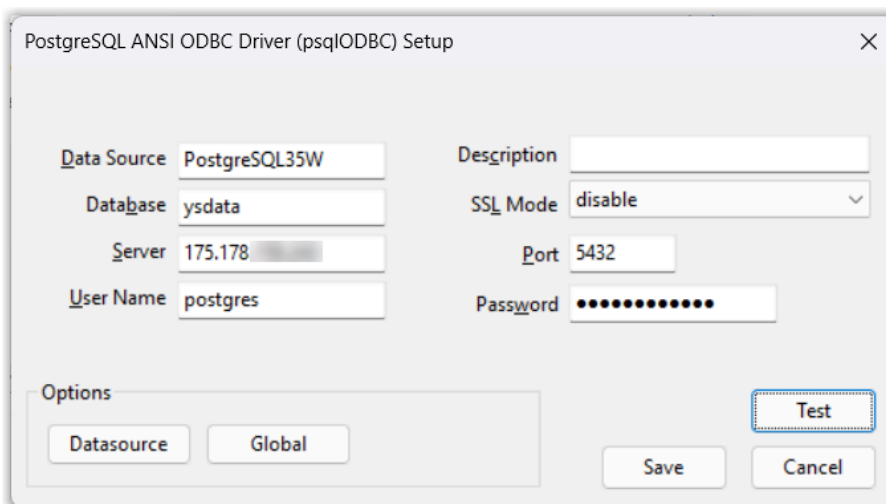 PostgreSQL ANSI ODBC Driver (psqlODBC) Setup
Data Source PostgreSQL35W
Description
Database ysdata
SSL Mode disable
Server 175.178
Port 5432
User Name postgres
Password ●●●●●●●●●●●●
Options
Datasource
Global
Test
Save
Cancel